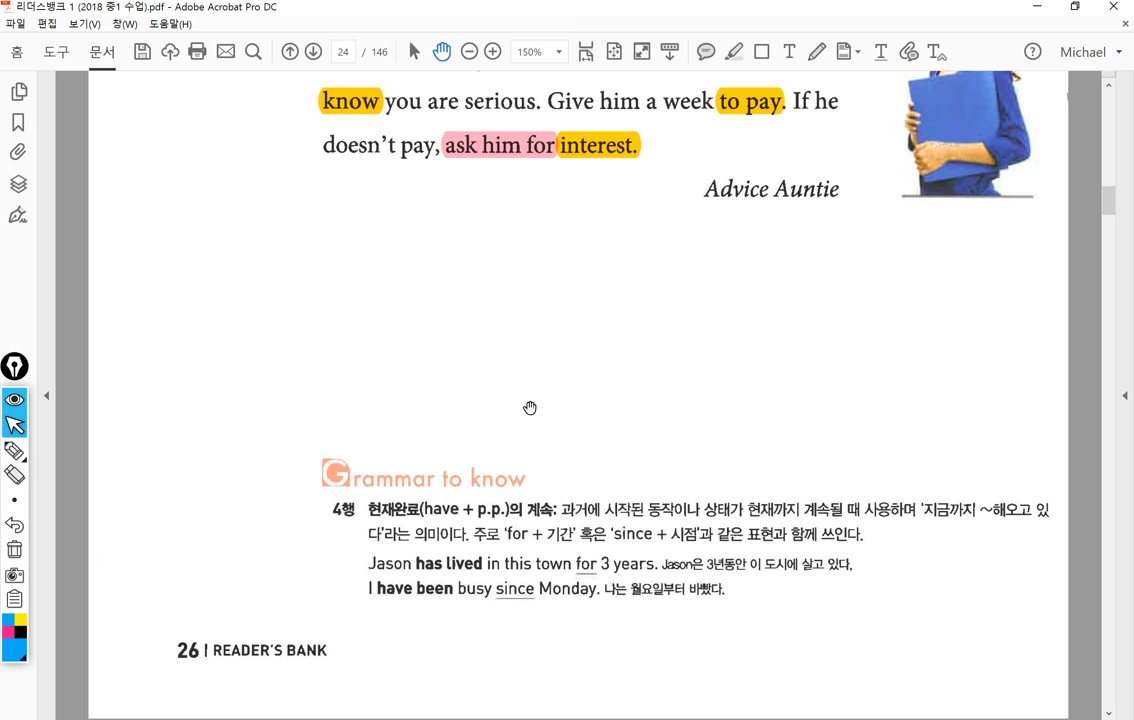 리더스뱅크 1 (2018 중1 수업).pdf - Adobe Acrobat Pro DC
파일 편집 보기(V) 창(W) 도움말(H)
홈 도구 문서 24 / 146 150% Michael
know you are serious. Give him a week to pay. If he
doesn't pay, ask him for interest.
Advice Auntie
Grammar to know
4행 현재완료(have + p.p.)의 계속: 과거에 시작된 동작이나 상태가 현재까지 계속될 때 사용하며 '지금까지 ~해오고 있
다'라는 의미이다. 주로 'for + 기간' 혹은 'since + 시점'과 같은 표현과 함께 쓰인다.
Jason has lived in this town for 3 years. Jason은 3년동안 이 도시에 살고 있다.
I have been busy since Monday. 나는 월요일부터 바빴다.
26 | READER'S BANK